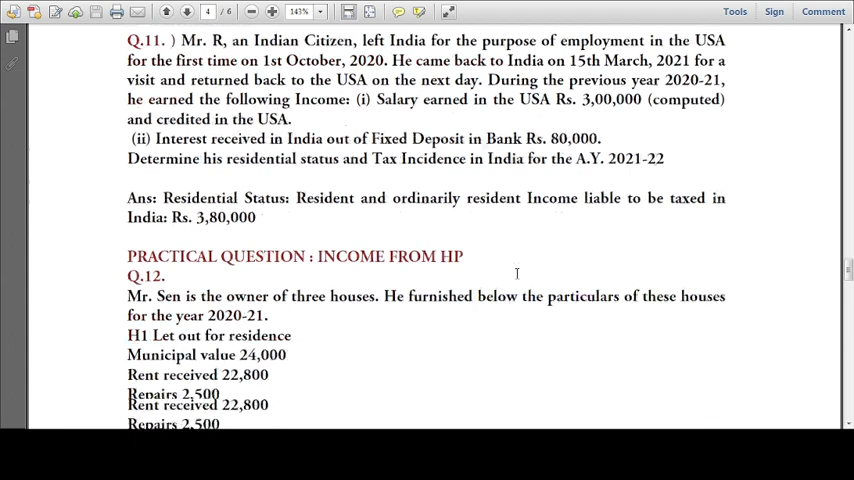 4 / 6
143%
Tools
Sign
Comment
Q.11. ) Mr. R, an Indian Citizen, left India for the purpose of employment in the USA
for the first time on 1st October, 2020. He came back to India on 15th March, 2021 for a
visit and returned back to the USA on the next day. During the previous year 2020-21,
he earned the following Income: (i) Salary earned in the USA Rs. 3,00,000 (computed)
and credited in the USA.
(ii) Interest received in India out of Fixed Deposit in Bank Rs. 80,000.
Determine his residential status and Tax Incidence in India for the A.Y. 2021-22
Ans: Residential Status: Resident and ordinarily resident Income liable to be taxed in
India: Rs. 3,80,000
PRACTICAL QUESTION : INCOME FROM HP
Q.12.
Mr. Sen is the owner of three houses. He furnished below the particulars of these houses
for the year 2020-21.
H1 Let out for residence
Municipal value 24,000
Rent received 22,800
Repairs 2,500
Rent received 22,800
Repairs 2,500